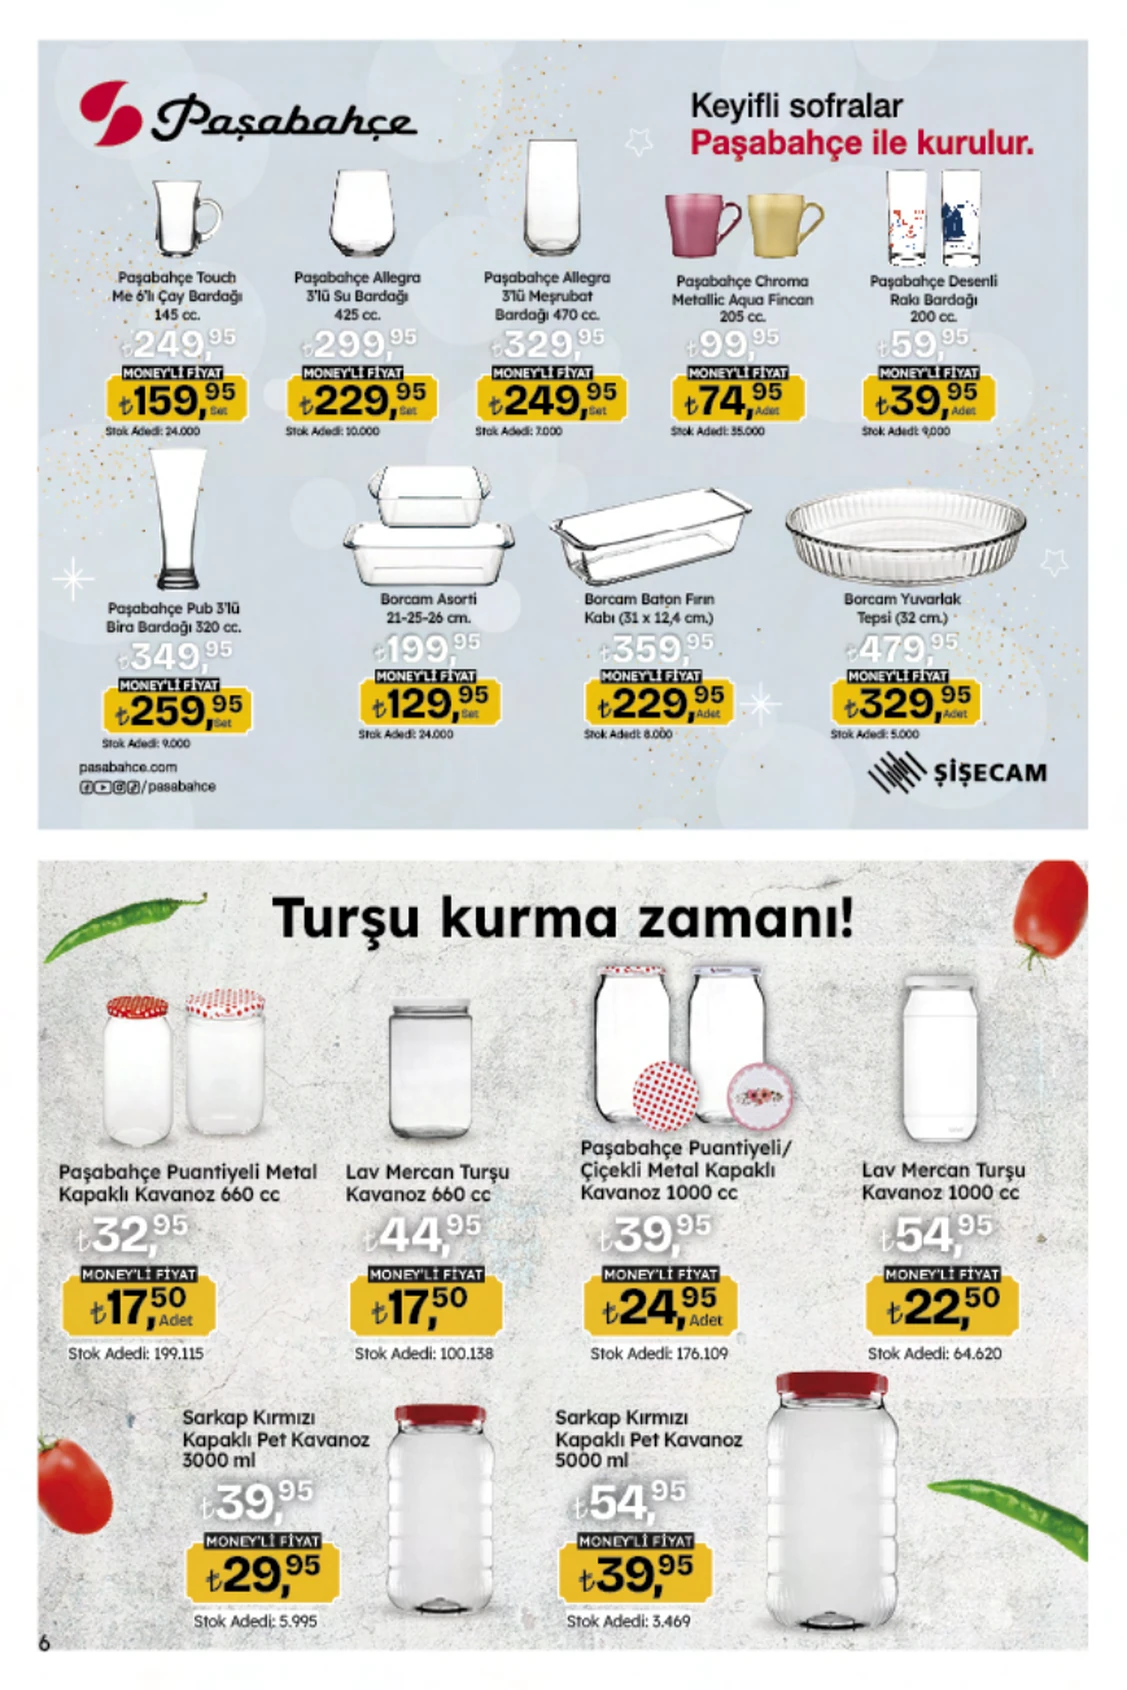 Paşabahçe
Keyifli sofralar
Paşabahçe ile kurulur.
Paşabahçe Touch
Me 6'lı Çay Bardağı
145 cc.
₺249,95
MONEY'Lİ FİYAT
₺159,95 Set
Stok Adedi: 24.000
Paşabahçe Allegra
3'lü Su Bardağı
425 cc.
₺299,95
MONEY'Lİ FİYAT
₺229,95 Set
Stok Adedi: 10.000
Paşabahçe Allegra
3'lü Meşrubat
Bardağı 470 cc.
₺329,95
MONEY'Lİ FİYAT
₺249,95 Set
Stok Adedi: 7.000
Paşabahçe Chroma
Metallic Aqua Fincan
205 cc.
₺99,95
MONEY'Lİ FİYAT
₺74,95 Adet
Stok Adedi: 35.000
Paşabahçe Desenli
Rakı Bardağı
200 cc.
₺59,95
MONEY'Lİ FİYAT
₺39,95 Adet
Stok Adedi: 9.000
Paşabahçe Pub 3'lü
Bira Bardağı 320 cc.
₺349,95
MONEY'Lİ FİYAT
₺259,95 Set
Stok Adedi: 9.000
Borcam Asorti
21-25-26 cm.
₺199,95
MONEY'Lİ FİYAT
₺129,95 Set
Stok Adedi: 24.000
Borcam Baton Fırın
Kabı (31 x 12,4 cm.)
₺359,95
MONEY'Lİ FİYAT
₺229,95 Adet
Stok Adedi: 8.000
Borcam Yuvarlak
Tepsi (32 cm.)
₺479,95
MONEY'Lİ FİYAT
₺329,95 Adet
Stok Adedi: 5.000
pasabahce.com
/pasabahce
ŞİŞECAM
Turşu kurma zamanı!
Paşabahçe Puantiyeli Metal
Kapaklı Kavanoz 660 cc
₺32,95
MONEY'Lİ FİYAT
₺17,50 Adet
Stok Adedi: 199.115
Lav Mercan Turşu
Kavanoz 660 cc
₺44,95
MONEY'Lİ FİYAT
₺17,50
Stok Adedi: 100.138
Paşabahçe Puantiyeli/
Çiçekli Metal Kapaklı
Kavanoz 1000 cc
₺39,95
MONEY'Lİ FİYAT
₺24,95 Adet
Stok Adedi: 176.109
Lav Mercan Turşu
Kavanoz 1000 cc
₺54,95
MONEY'Lİ FİYAT
₺22,50
Stok Adedi: 64.620
Sarkap Kırmızı
Kapaklı Pet Kavanoz
3000 ml
₺39,95
MONEY'Lİ FİYAT
₺29,95
Stok Adedi: 5.995
Sarkap Kırmızı
Kapaklı Pet Kavanoz
5000 ml
₺54,95
MONEY'Lİ FİYAT
₺39,95
Stok Adedi: 3.469
6